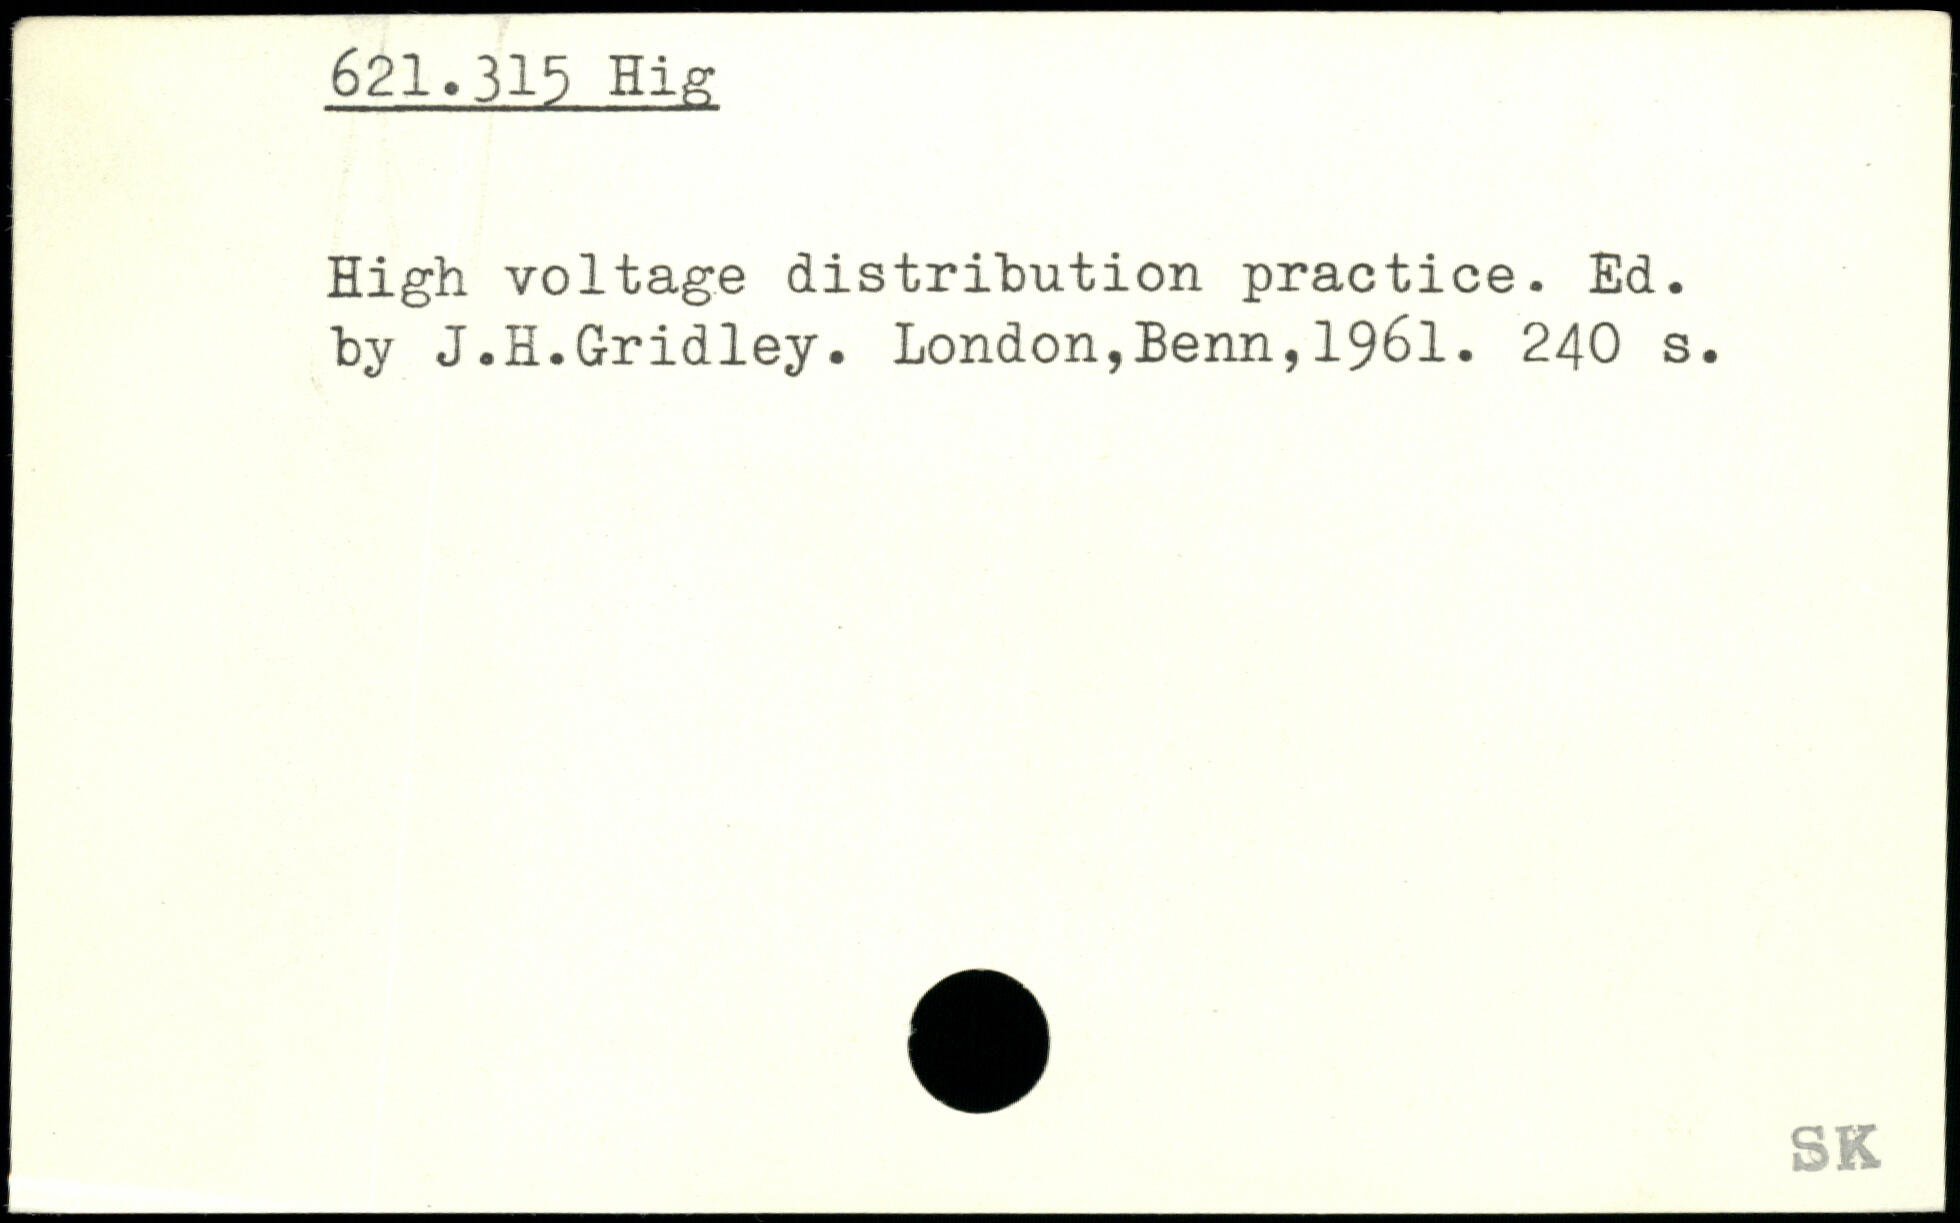 621.315 Hig
High voltage distribution practice. Ed.
by J.H.Gridley. London,Benn,1961. 240 s.
SK